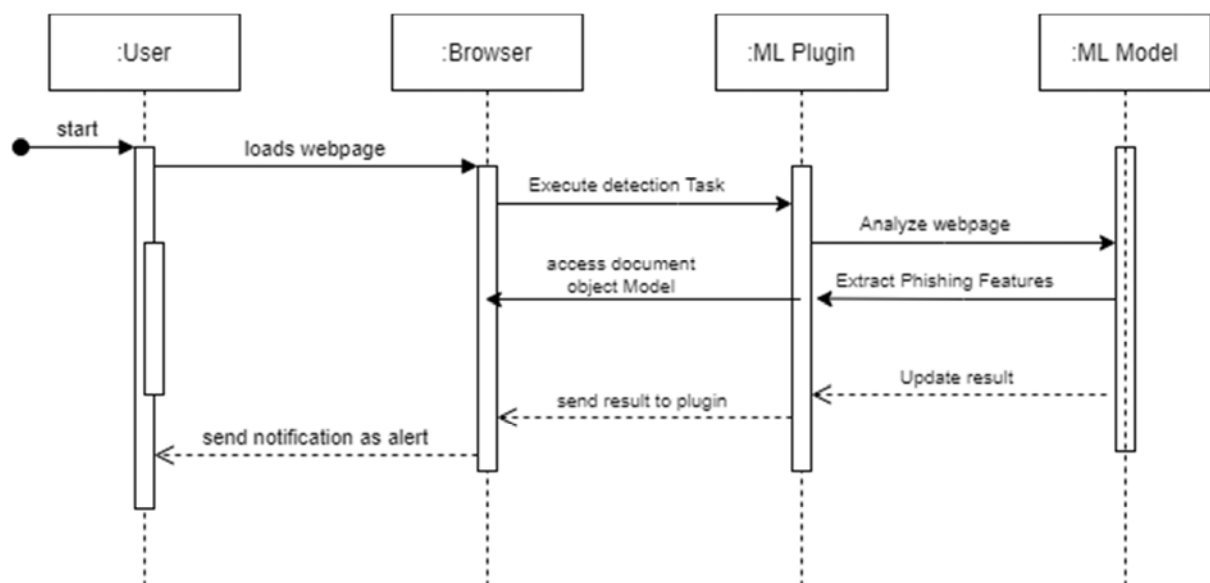 :User
:Browser
:ML Plugin
:ML Model
start
loads webpage
Execute detection Task
Analyze webpage
access document
object Model
Extract Phishing Features
Update result
send result to plugin
send notification as alert